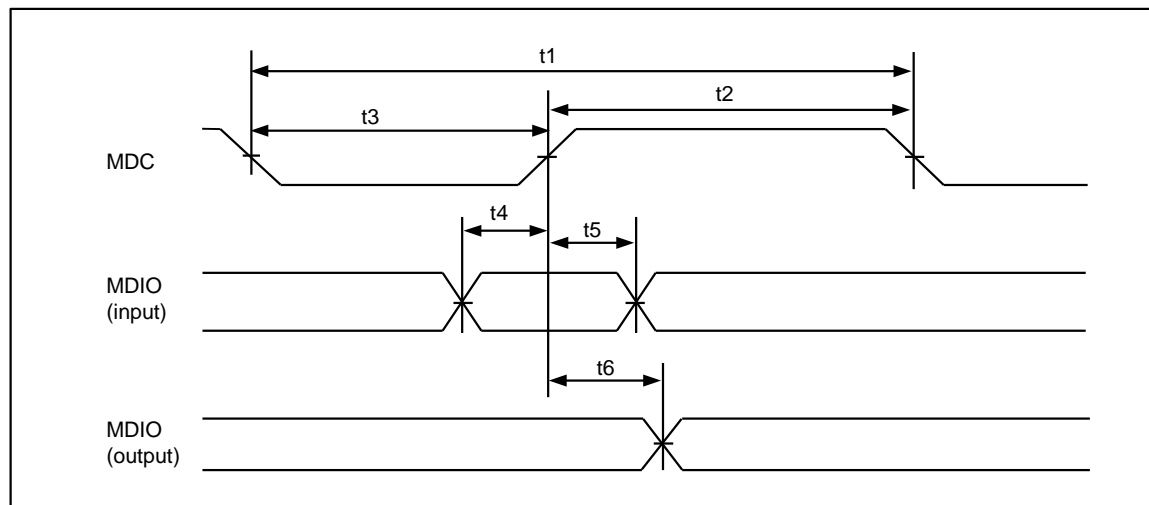 t1
t2
t3
MDC
t4
t5
MDIO
(input)
t6
MDIO
(output)